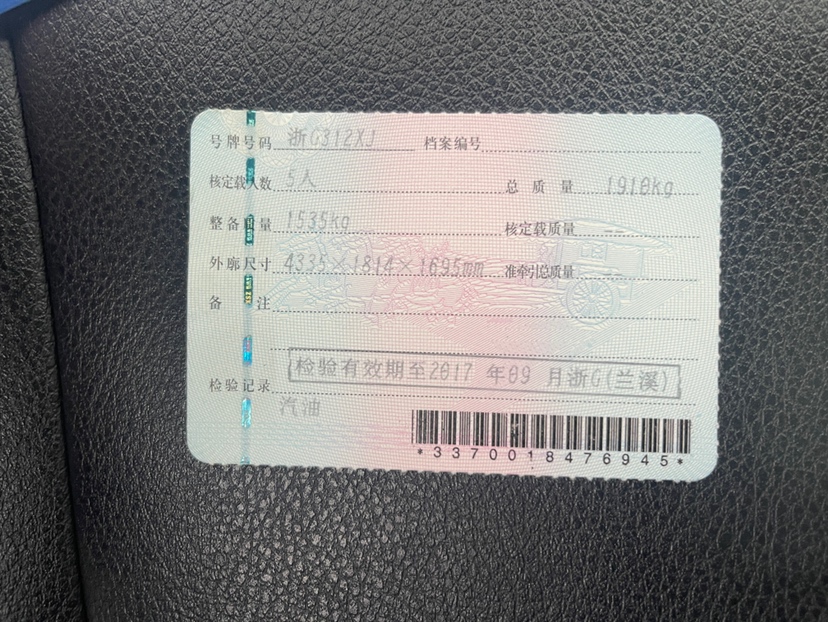 号牌号码 浙G312XJ 档案编号
核定载人数 5人 总质量 1910kg
整备质量 1535kg 核定载质量 --
外廓尺寸 4335×1814×1695mm 准牵引总质量 --
备注
检验记录 检验有效期至2017年09月浙G(兰溪)
汽油
*3370018476945*